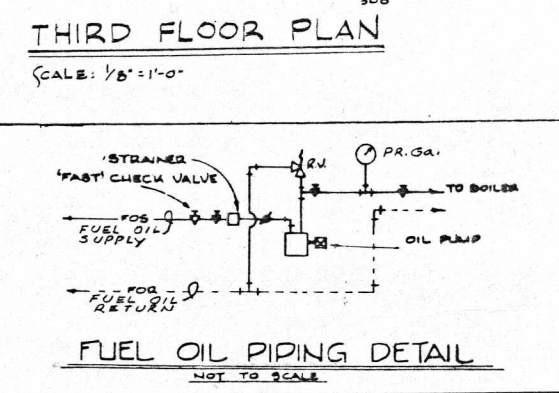 THIRD FLOOR PLAN
SCALE: 1/8" = 1'-0"
STRAINER
'FAST' CHECK VALVE
R.V.
PR. Ga.
TO BOILER
FOS
FUEL OIL
SUPPLY
OIL PUMP
FOR
FUEL OIL
RETURN
FUEL OIL PIPING DETAIL
NOT TO SCALE